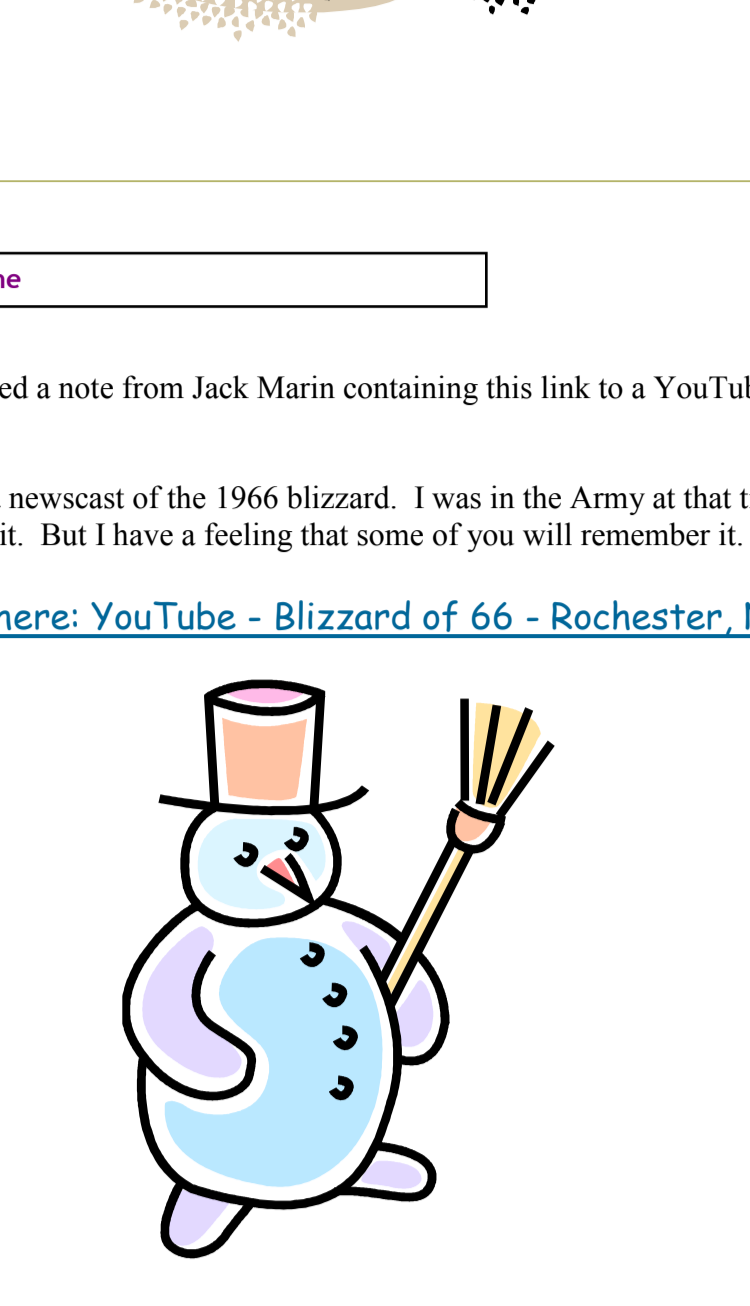 ed a note from Jack Marin containing this link to a YouTub
newscast of the 1966 blizzard.  I was in the Army at that t
it.  But I have a feeling that some of you will remember it.
here: YouTube - Blizzard of 66 - Rochester,